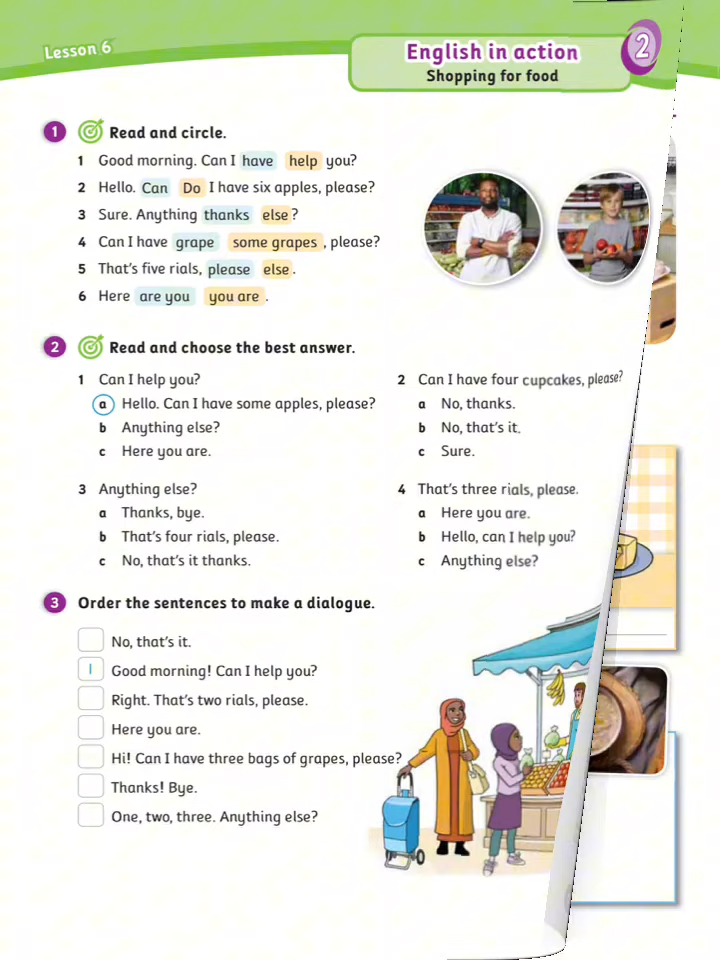 Lesson 6
English in action
Shopping for food
2
1 Read and circle.
1 Good morning. Can I have help you?
2 Hello. Can Do I have six apples, please?
3 Sure. Anything thanks else?
4 Can I have grape some grapes, please?
5 That's five rials, please else.
6 Here are you you are.
2 Read and choose the best answer.
1 Can I help you?
a Hello. Can I have some apples, please?
b Anything else?
c Here you are.
2 Can I have four cupcakes, please?
a No, thanks.
b No, that's it.
c Sure.
3 Anything else?
a Thanks, bye.
b That's four rials, please.
c No, that's it thanks.
4 That's three rials, please.
a Here you are.
b Hello, can I help you?
c Anything else?
3 Order the sentences to make a dialogue.
No, that's it.
1 Good morning! Can I help you?
Right. That's two rials, please.
Here you are.
Hi! Can I have three bags of grapes, please?
Thanks! Bye.
One, two, three. Anything else?